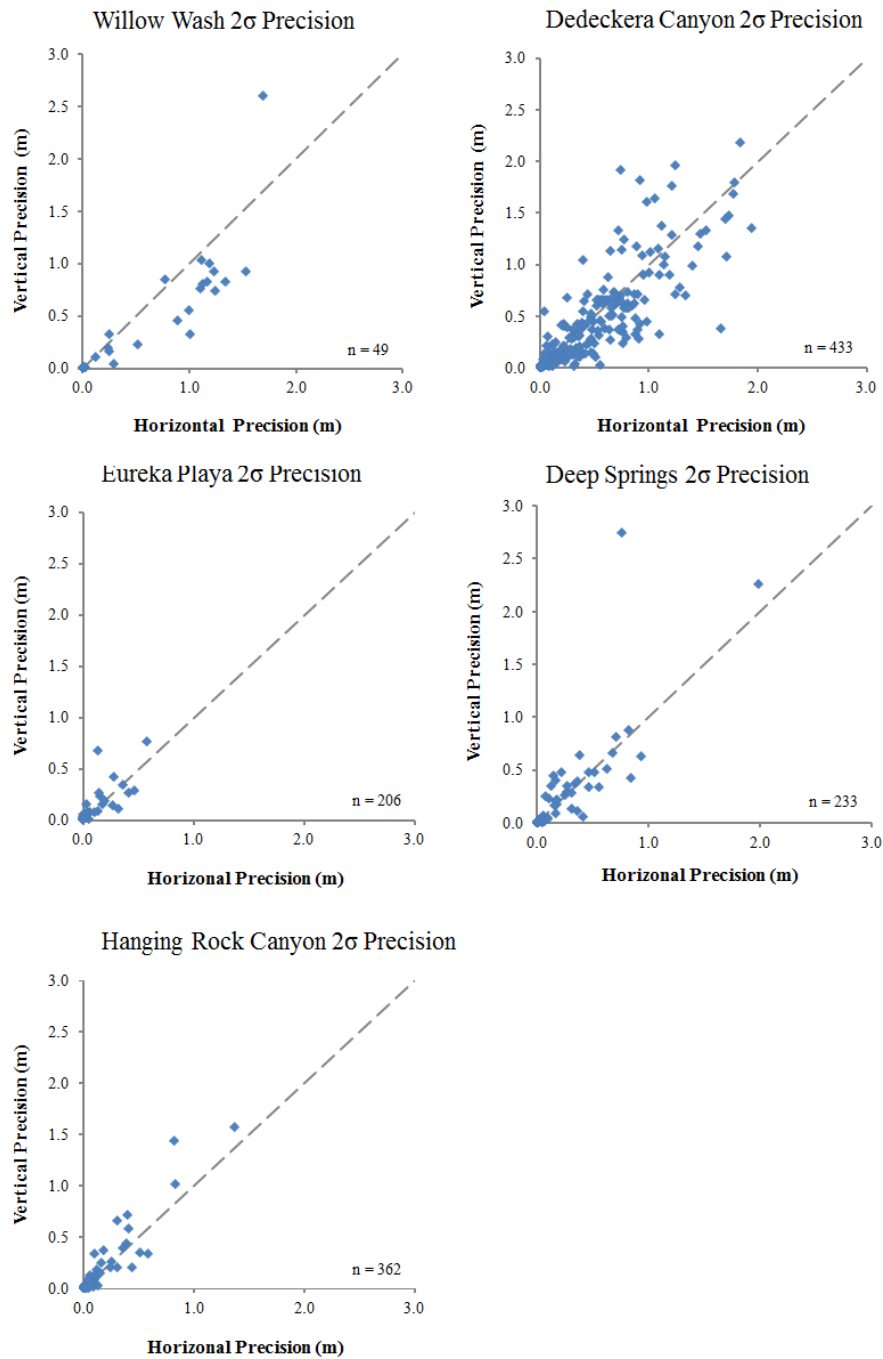 Willow Wash 2σ Precision
3.0
2.5
2.0
1.5
1.0
0.5
0.0
Vertical Precision (m)
n = 49
0.0 1.0 2.0 3.0
Horizontal Precision (m)
Dedeckera Canyon 2σ Precision
3.0
2.5
2.0
1.5
1.0
0.5
0.0
Vertical Precision (m)
n = 433
0.0 1.0 2.0 3.0
Horizontal Precision (m)
Eureka Playa 2σ Precision
3.0
2.5
2.0
1.5
1.0
0.5
0.0
Vertical Precision (m)
n = 206
0.0 1.0 2.0 3.0
Horizonal Precision (m)
Deep Springs 2σ Precision
3.0
2.5
2.0
1.5
1.0
0.5
0.0
Vertical Precision (m)
n = 233
0.0 1.0 2.0 3.0
Horizonal Precision (m)
Hanging Rock Canyon 2σ Precision
3.0
2.5
2.0
1.5
1.0
0.5
0.0
Vertical Precision (m)
n = 362
0.0 1.0 2.0 3.0
Horizonal Precision (m)